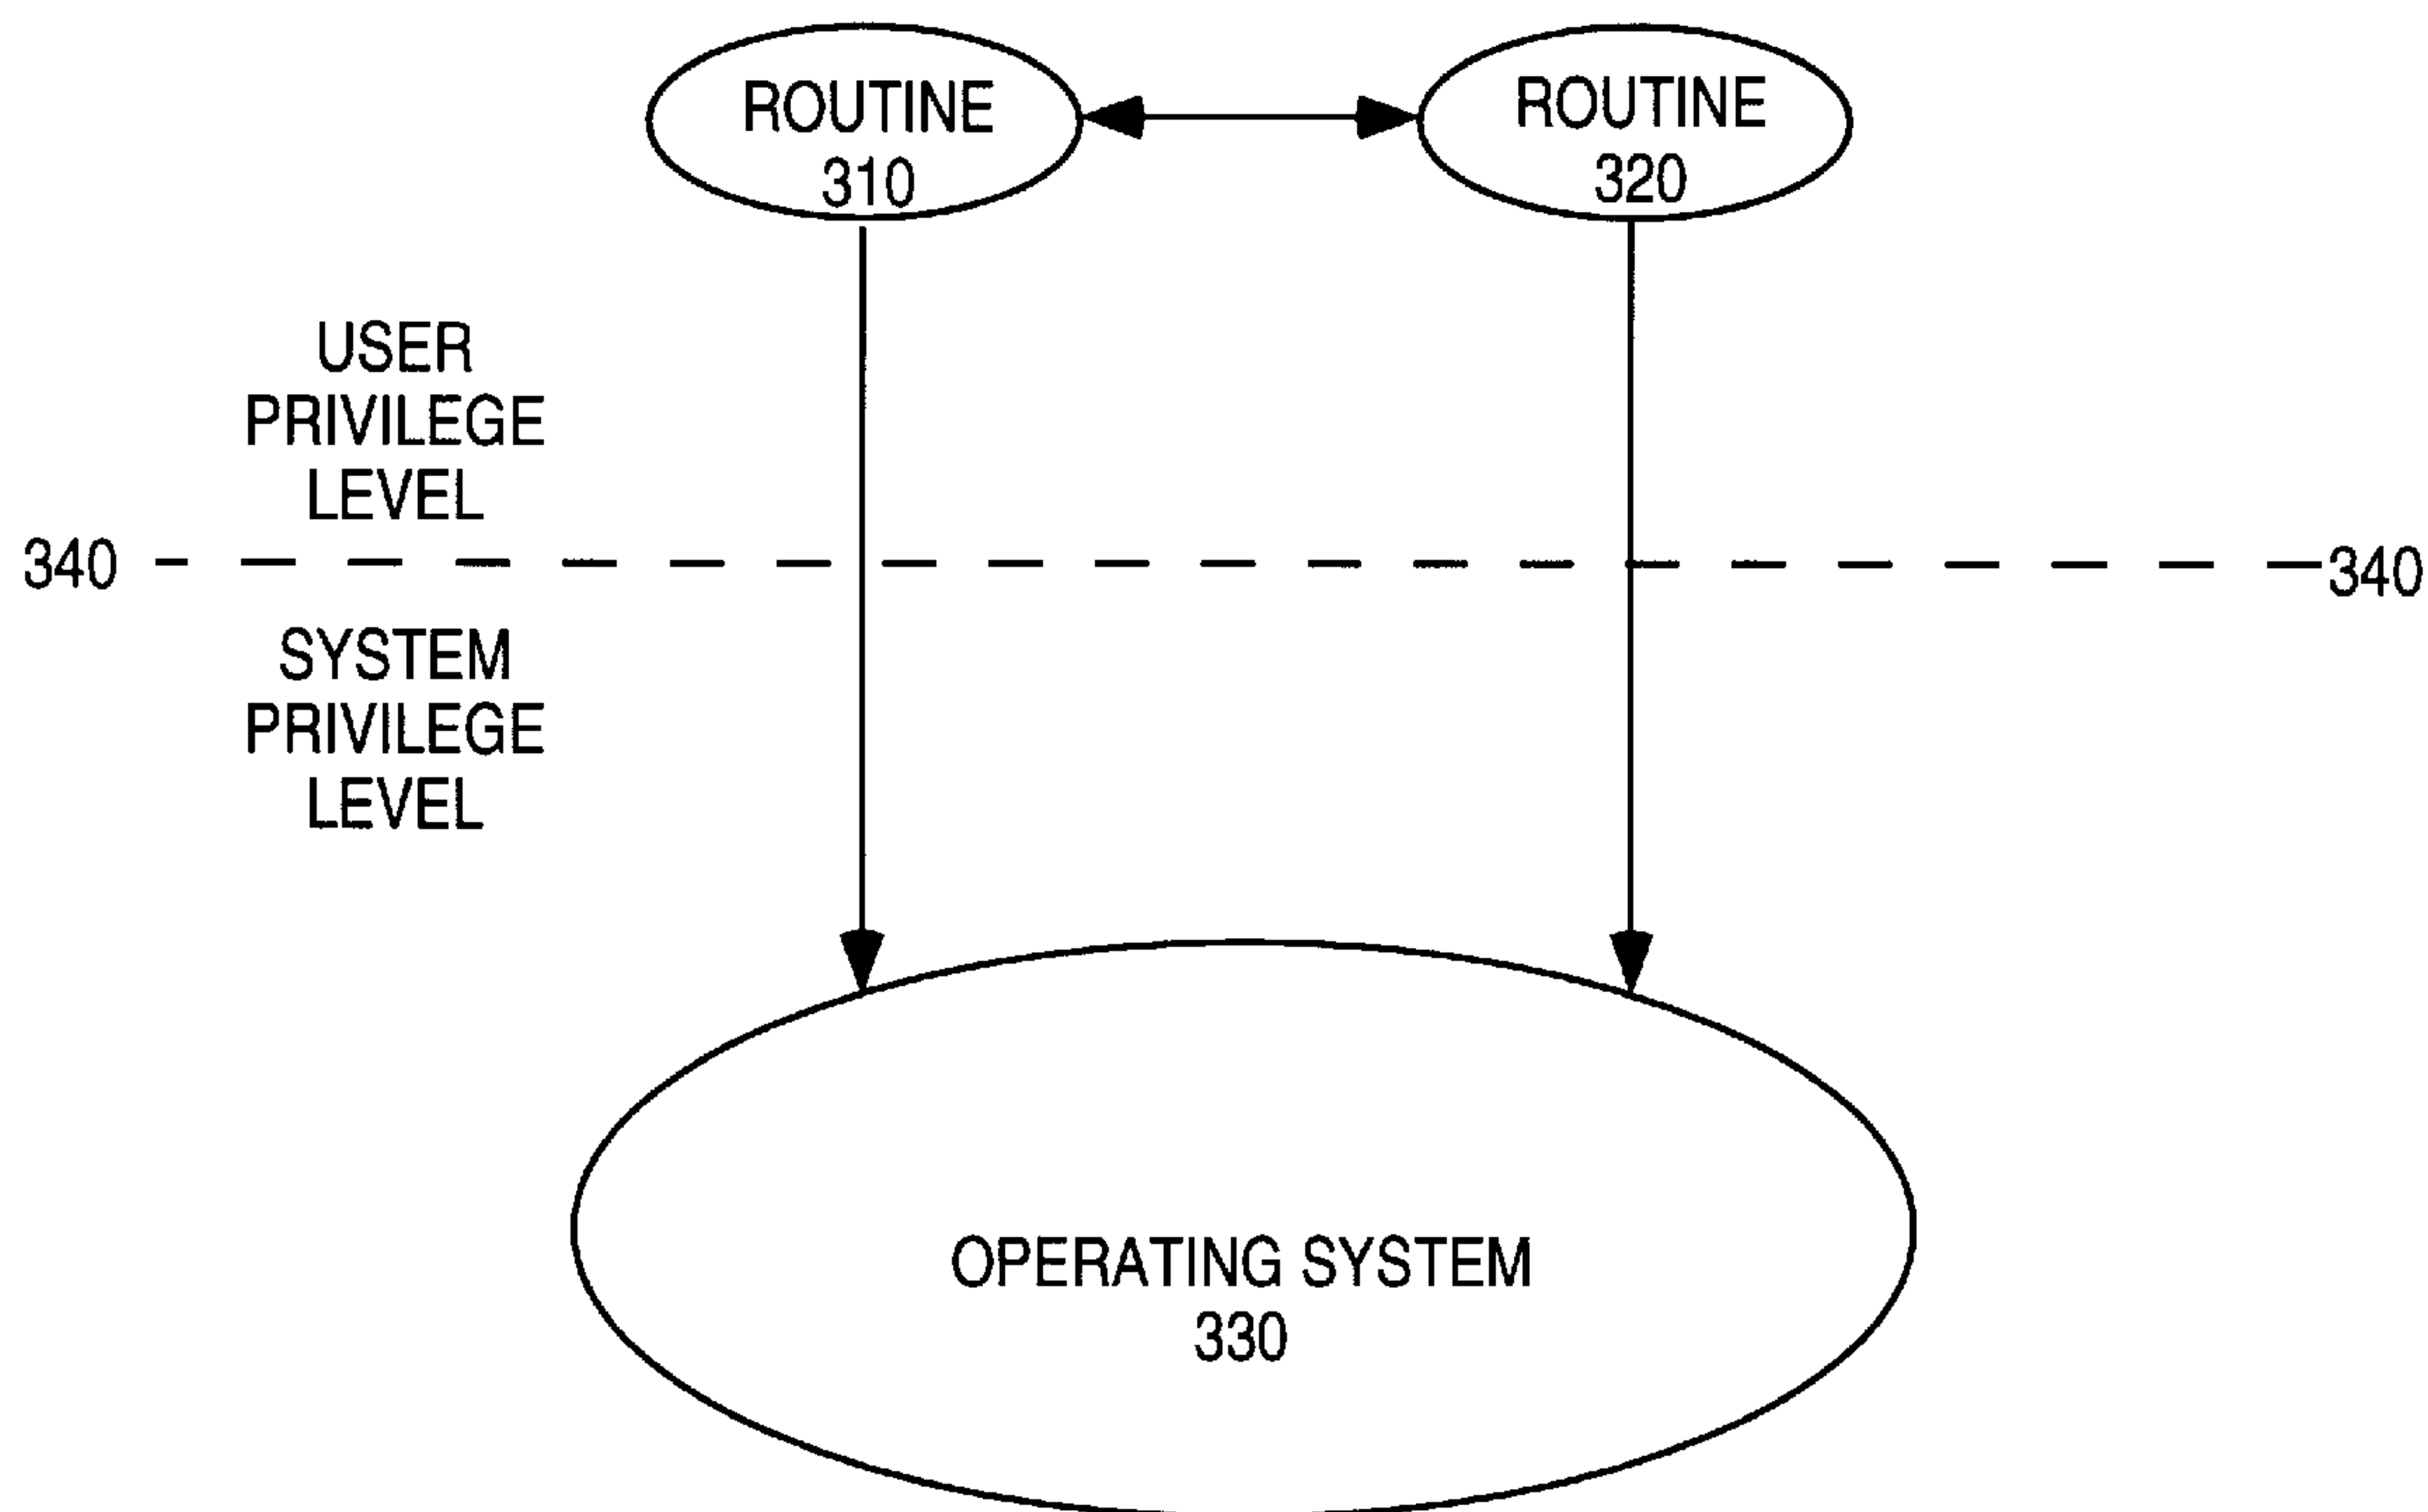 ROUTINE
310
ROUTINE
320
USER
PRIVILEGE
LEVEL
340
340
SYSTEM
PRIVILEGE
LEVEL
OPERATING SYSTEM
330